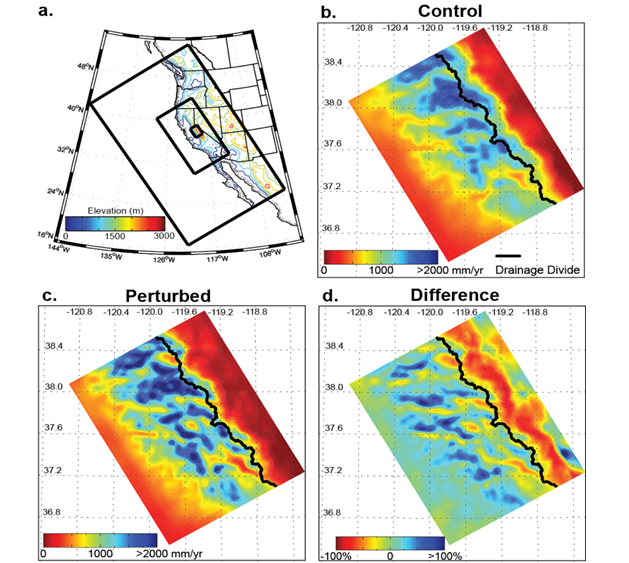 a.
48°N
40°N
32°N
24°N
16°N
144°W
135°W
126°W
117°W
108°W
Elevation (m)
0 1500 3000
b. Control
-120.8 -120.4 -120.0 -119.6 -119.2 -118.8
38.4
38.0
37.6
37.2
36.8
0 1000 >2000 mm/yr
Drainage Divide
c. Perturbed
-120.8 -120.4 -120.0 -119.6 -119.2 -118.8
38.4
38.0
37.6
37.2
36.8
0 1000 >2000 mm/yr
d. Difference
-120.8 -120.4 -120.0 -119.6 -119.2 -118.8
38.4
38.0
37.6
37.2
36.8
-100% 0 >100%